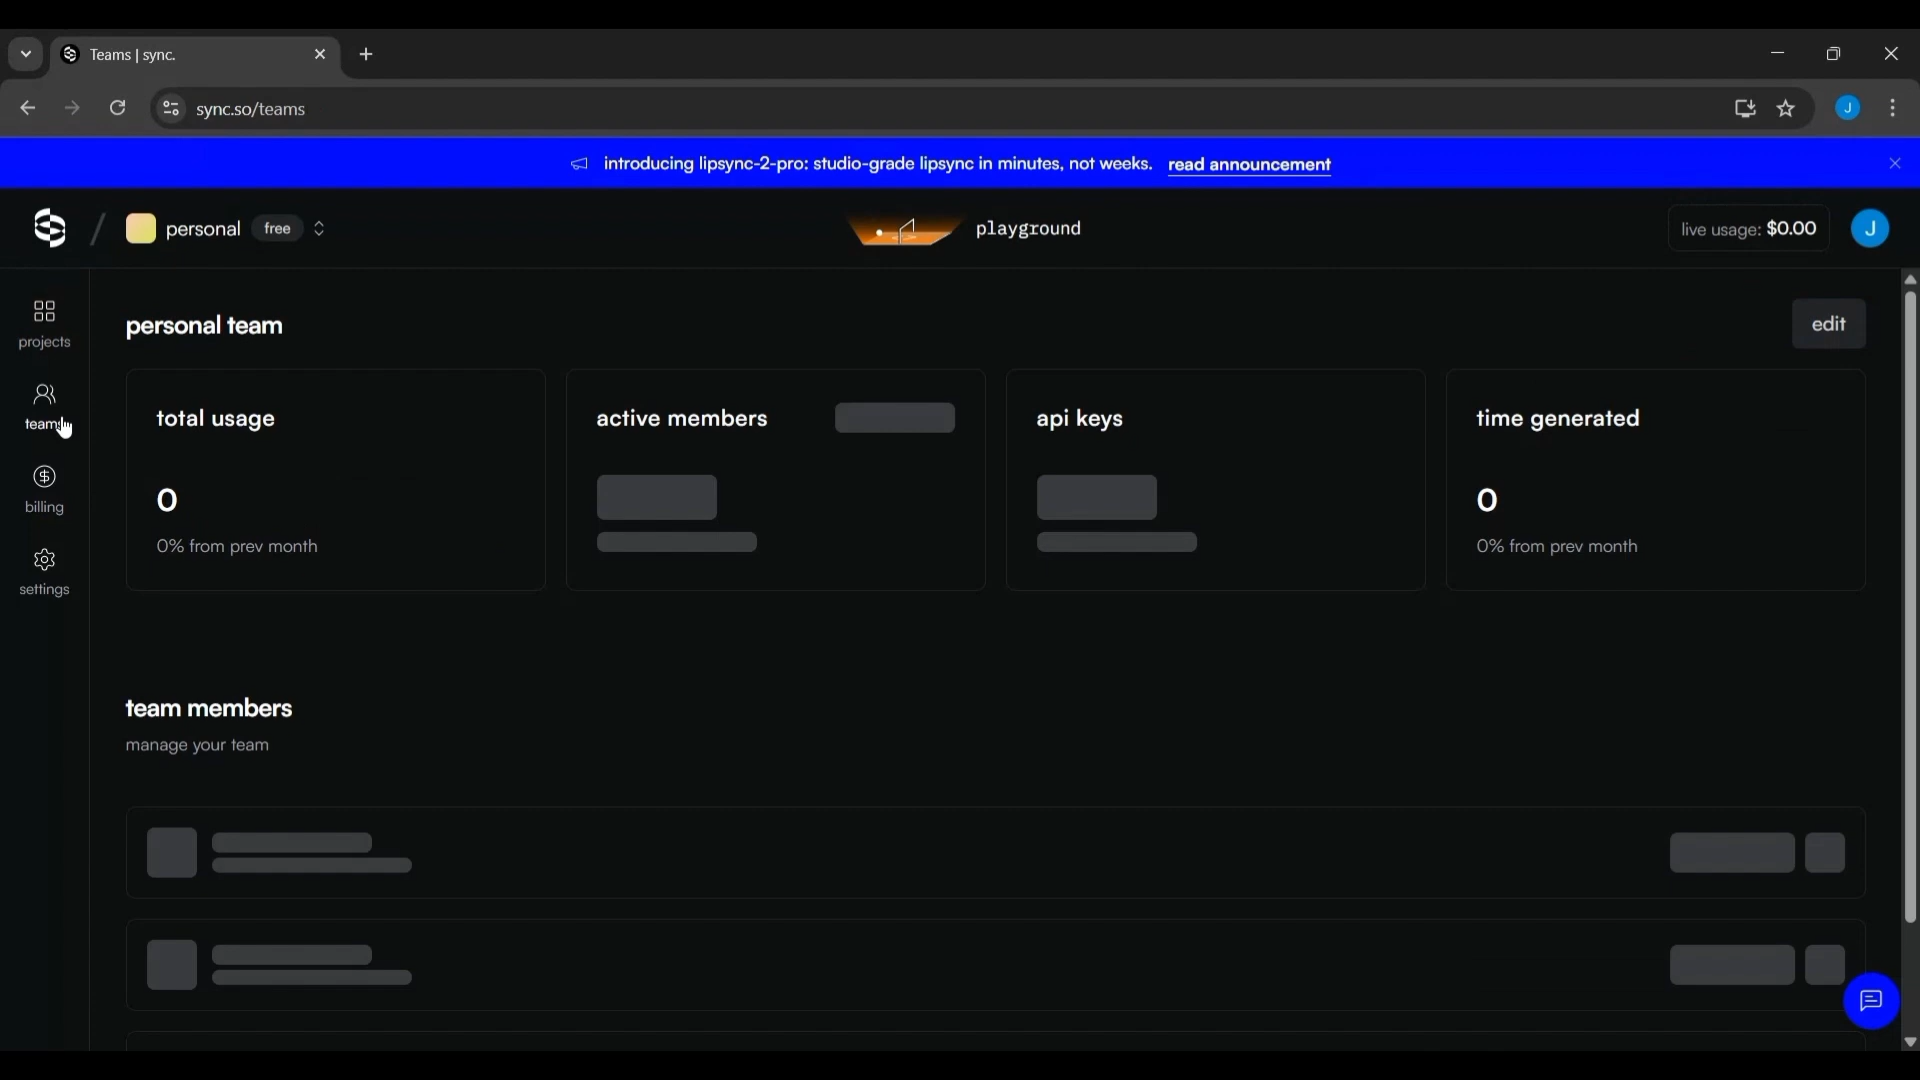 Teams | sync.
sync.so/teams
J
introducing lipsync-2-pro: studio-grade lipsync in minutes, not weeks. read announcement
personal free
playground
live usage: $0.00
J
projects
teams
billing
settings
personal team
edit
total usage
0
0% from prev month
active members
api keys
time generated
0
0% from prev month
team members
manage your team